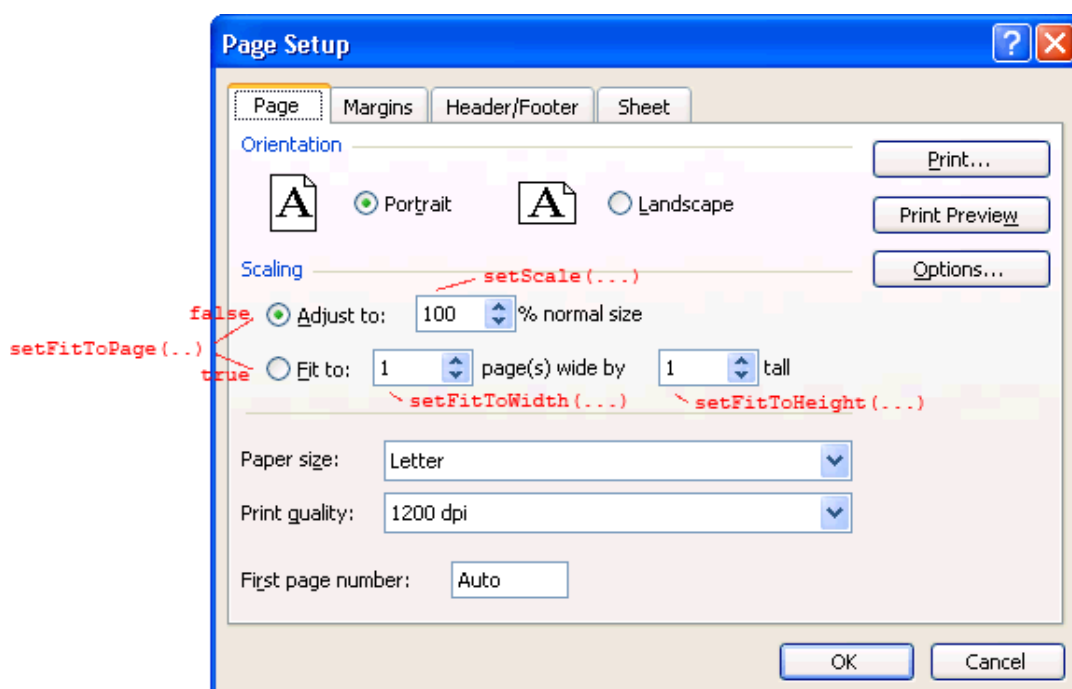 Page Setup
Page Margins Header/Footer Sheet
Orientation
Print...
A Portrait A Landscape
Print Preview
Scaling
setScale(...)
Options...
false
Adjust to: 100 % normal size
setFitToPage(..)
true
Fit to: 1 page(s) wide by 1 tall
setFitToWidth(...) setFitToHeight(...)
Paper size: Letter
Print quality: 1200 dpi
First page number: Auto
OK Cancel